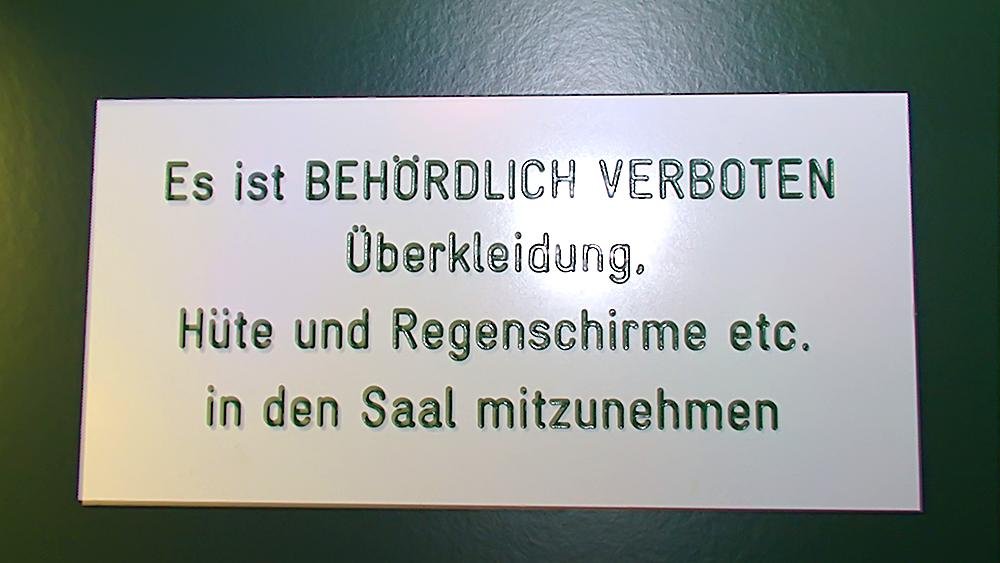 Es ist BEHÖRDLICH VERBOTEN
Überkleidung,
Hüte und Regenschirme etc.
in den Saal mitzunehmen